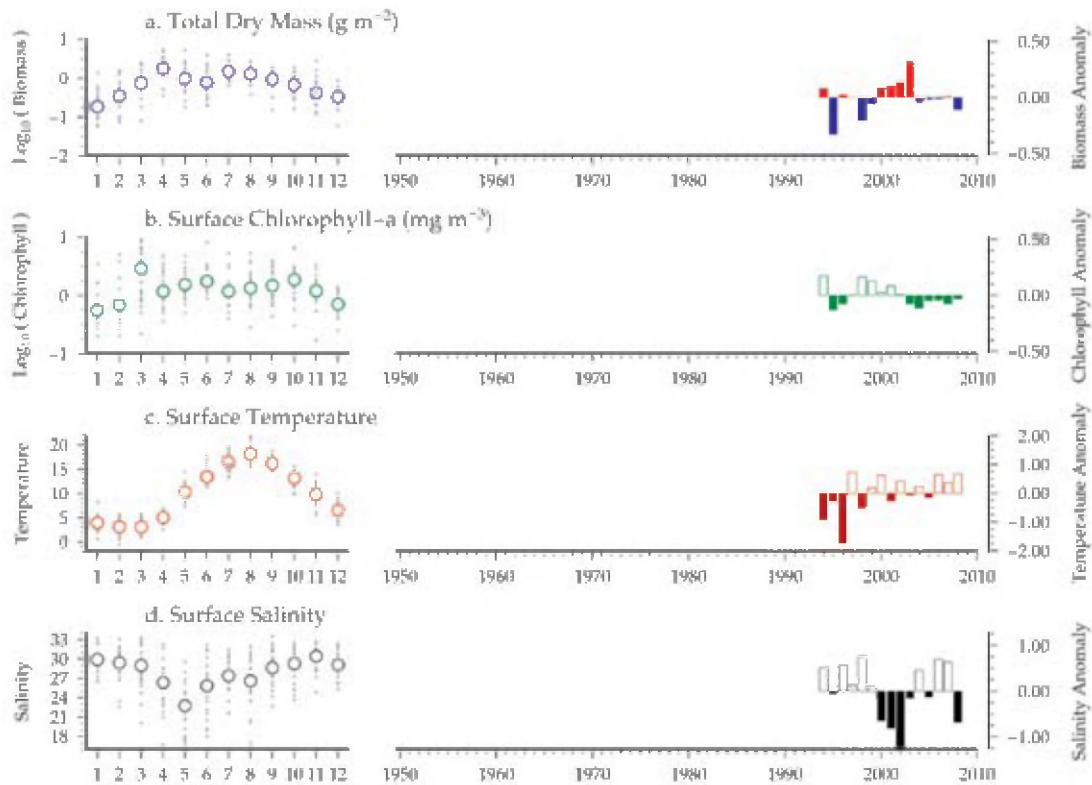 a. Total Dry Mass (g m⁻²)
Log₁₀ ( Biomass )
1
0
-1
-2
1 2 3 4 5 6 7 8 9 10 11 12
1950 1960 1970 1980 1990 2000 2010
0.50
0.00
-0.50
Biomass Anomaly
b. Surface Chlorophyll-a (mg m⁻³)
Log₁₀ ( Chlorophyll )
1
0
-1
1 2 3 4 5 6 7 8 9 10 11 12
1950 1960 1970 1980 1990 2000 2010
0.50
0.00
-0.50
Chlorophyll Anomaly
c. Surface Temperature
Temperature
20
15
10
5
0
1 2 3 4 5 6 7 8 9 10 11 12
1950 1960 1970 1980 1990 2000 2010
2.00
1.00
0.00
-1.00
-2.00
Temperature Anomaly
d. Surface Salinity
Salinity
33
30
27
24
21
18
1 2 3 4 5 6 7 8 9 10 11 12
1950 1960 1970 1980 1990 2000 2010
1.00
0.00
-1.00
Salinity Anomaly